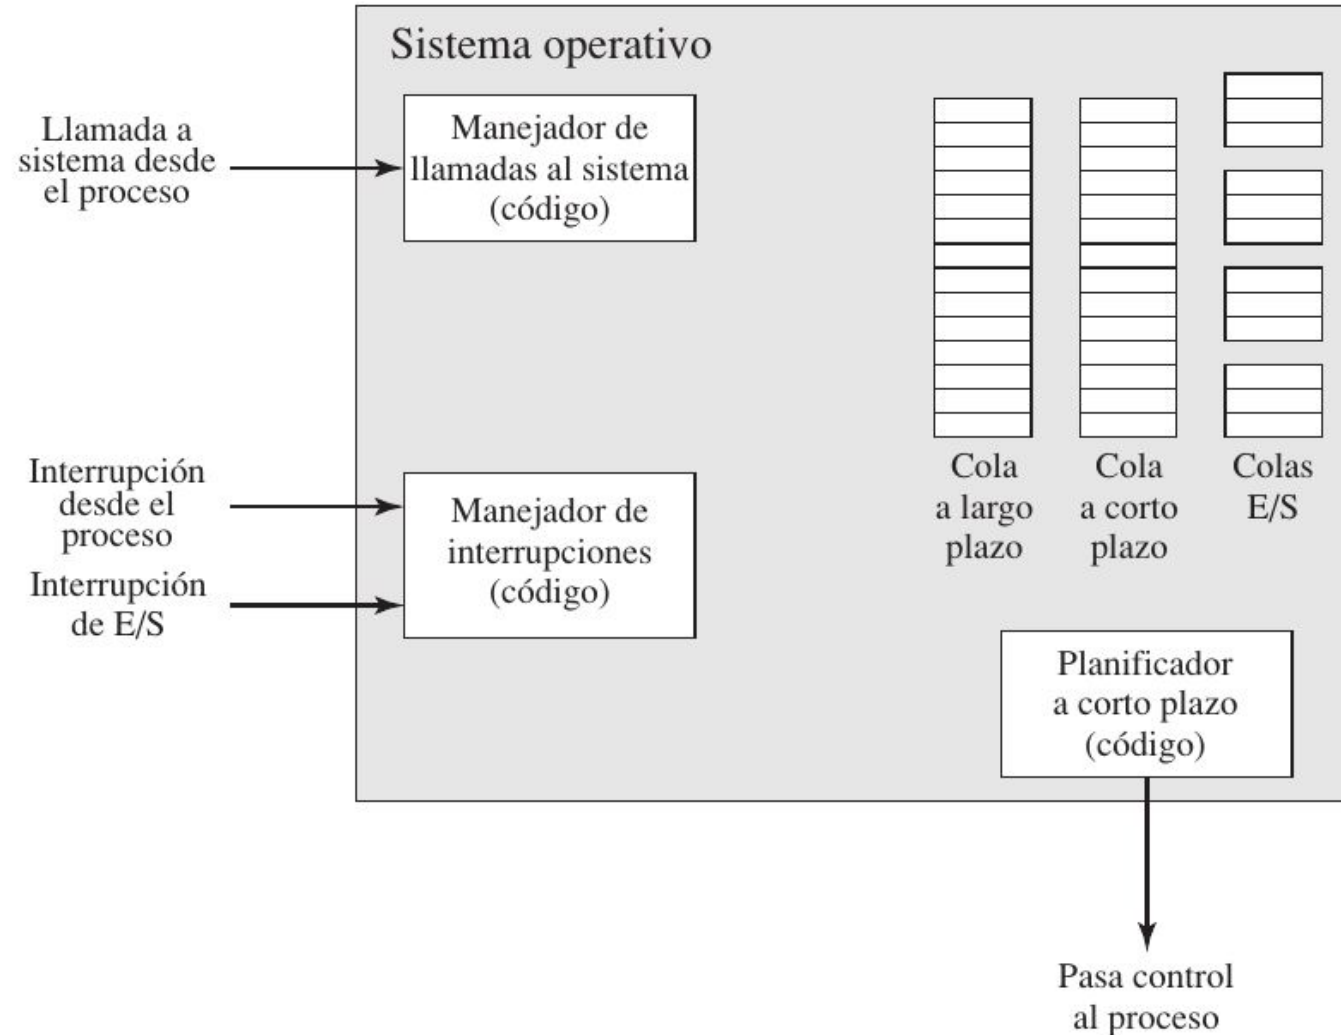 Sistema operativo
Llamada a
sistema desde
el proceso
Manejador de
llamadas al sistema
(código)
Interrupción
desde el
proceso
Interrupción
de E/S
Manejador de
interrupciones
(código)
Cola
a largo
plazo
Cola
a corto
plazo
Colas
E/S
Planificador
a corto plazo
(código)
Pasa control
al proceso